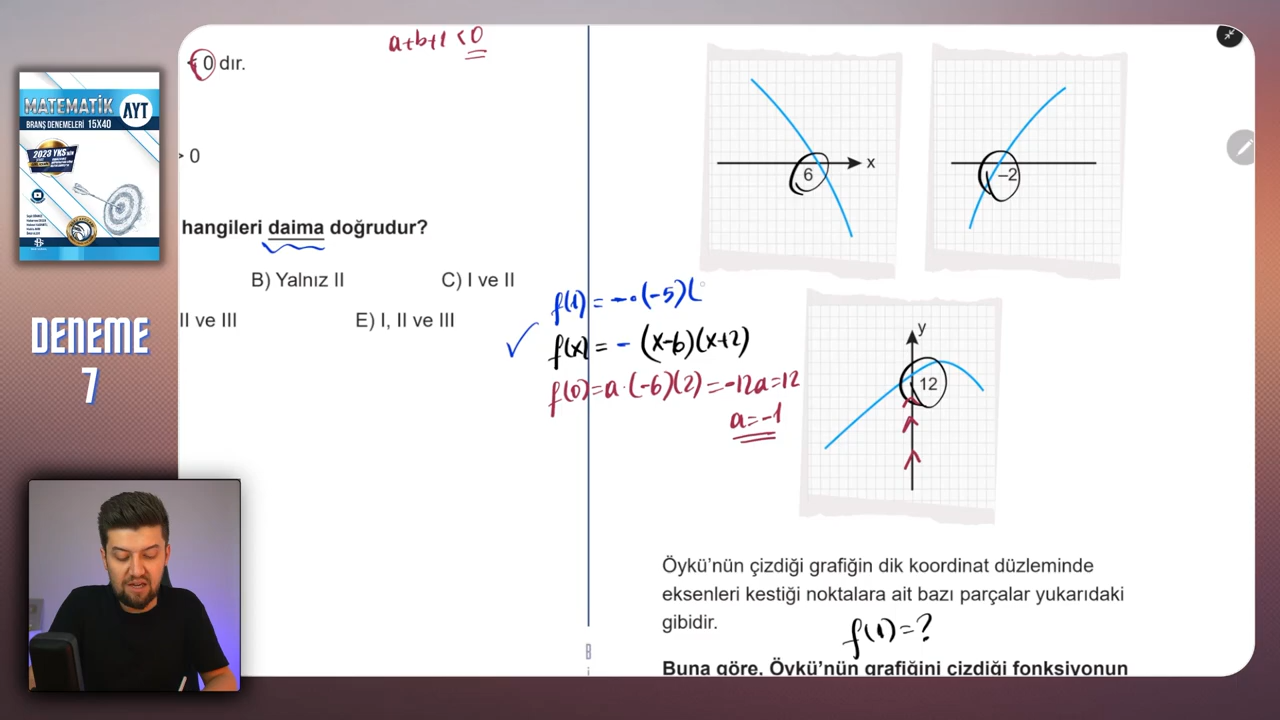 a+b+1 < 0
< 0 dır.
> 0
MATEMATİK
AYT
BRANŞ DENEMELERİ 15X40
2023 YKS'NİN
hangileri daima doğrudur?
B) Yalnız II
C) I ve II
II ve III
E) I, II ve III
DENEME
7
6
x
–2
f(1) = -·(-5)(
f(x) = - (x-6)(x+2)
f(0) = a·(-6)(2) = -12a = 12
a = -1
y
12
Öykü'nün çizdiği grafiğin dik koordinat düzleminde
eksenleri kestiği noktalara ait bazı parçalar yukarıdaki
gibidir.
f(1) = ?
Buna göre, Öykü'nün grafiğini çizdiği fonksiyonun